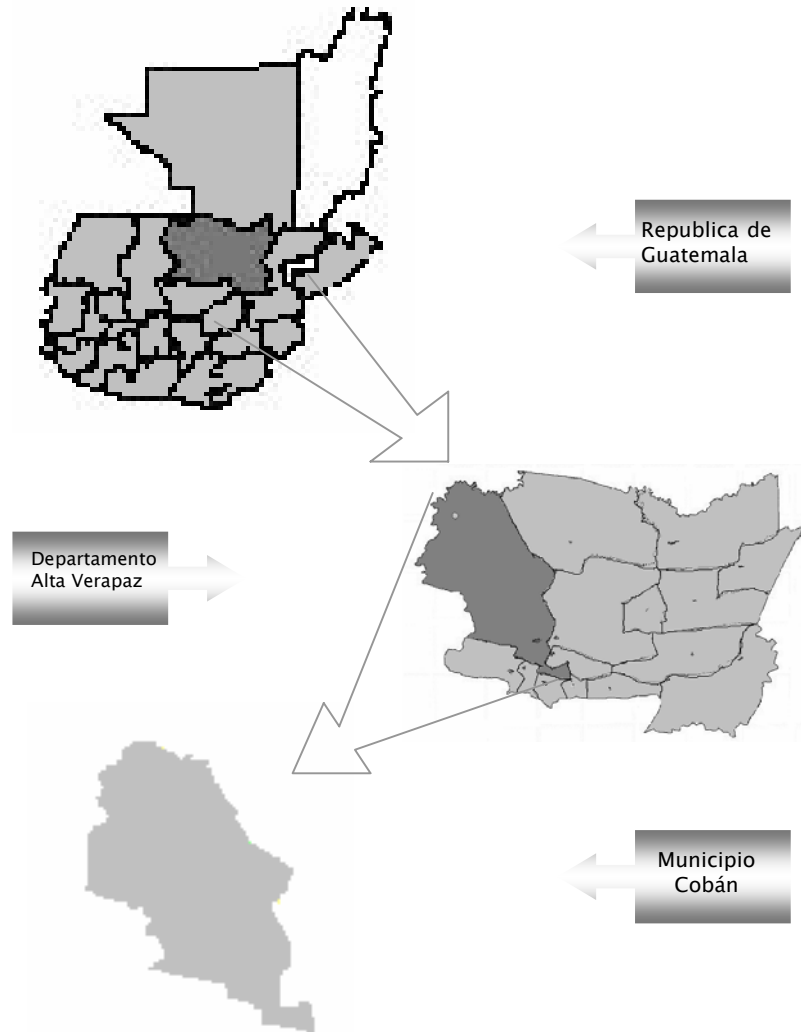 Republica de
Guatemala
Departamento
Alta Verapaz
Municipio
Cobán